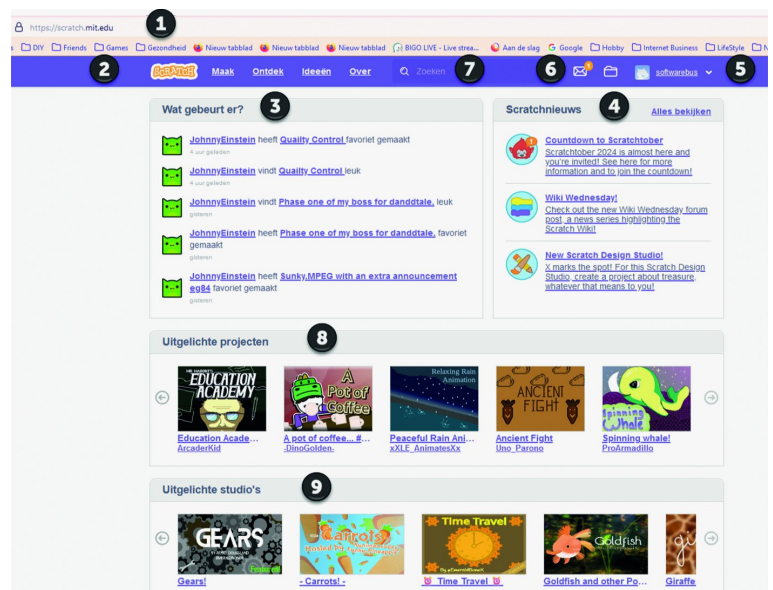 1
https://scratch.mit.edu
DIY Friends Games Gezondheid Nieuw tabblad Nieuw tabblad Nieuw tabblad BIGO LIVE - Live strea... Aan de slag Google Hobby Internet Business LifeStyle N
2 SCRATCH Maak Ontdek Ideeën Over Zoeken 7 6 softwarebus 5
Wat gebeurt er? 3
JohnnyEinstein heeft Quailty Control favoriet gemaakt
4 uur geleden
JohnnyEinstein vindt Quailty Control leuk
4 uur geleden
JohnnyEinstein vindt Phase one of my boss for danddtale. leuk
gisteren
JohnnyEinstein heeft Phase one of my boss for danddtale. favoriet
gemaakt
gisteren
JohnnyEinstein heeft Sunky.MPEG with an extra announcement
eg84 favoriet gemaakt
gisteren
Scratchnieuws 4 Alles bekijken
Countdown to Scratchtober
Scratchtober 2024 is almost here and
you're invited! See here for more
information and to join the countdown!
Wiki Wednesday!
Check out the new Wiki Wednesday forum
post, a news series highlighting the
Scratch Wiki!
New Scratch Design Studio!
X marks the spot! For this Scratch Design
Studio, create a project about treasure,
whatever that means to you!
Uitgelichte projecten 8
EDUCATION
ACADEMY
A
Pot of
Coffee
Relaxing Rain
Animation
ANCIENT
FIGHT
Spinning
Whale
Education Acade... A pot of coffee... #... Peaceful Rain Ani... Ancient Fight Spinning whale!
ArcaderKid -DinoGolden- xXLE_AnimatesXx Uno_Parono ProArmadillo
Uitgelichte studio's 9
GEARS
Featured
Carrots
Hosted by
Time Travel
Goldfish
gi
Gears! - Carrots! - Time Travel Goldfish and other Po... Giraffe